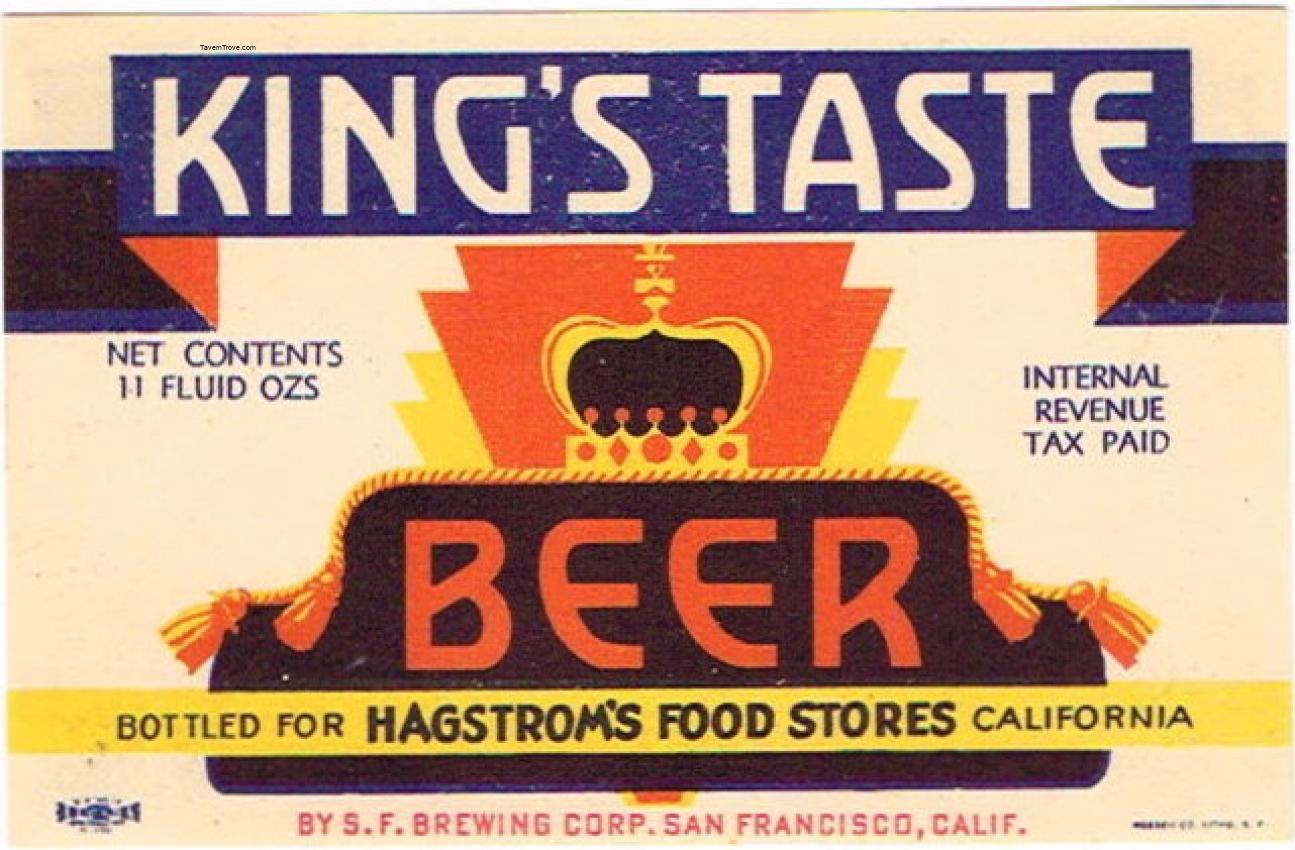 TavernTrove.com
KING'S TASTE
NET CONTENTS
11 FLUID OZS
INTERNAL
REVENUE
TAX PAID
BEER
BOTTLED FOR HAGSTROM'S FOOD STORES CALIFORNIA
BY S.F. BREWING CORP. SAN FRANCISCO, CALIF.